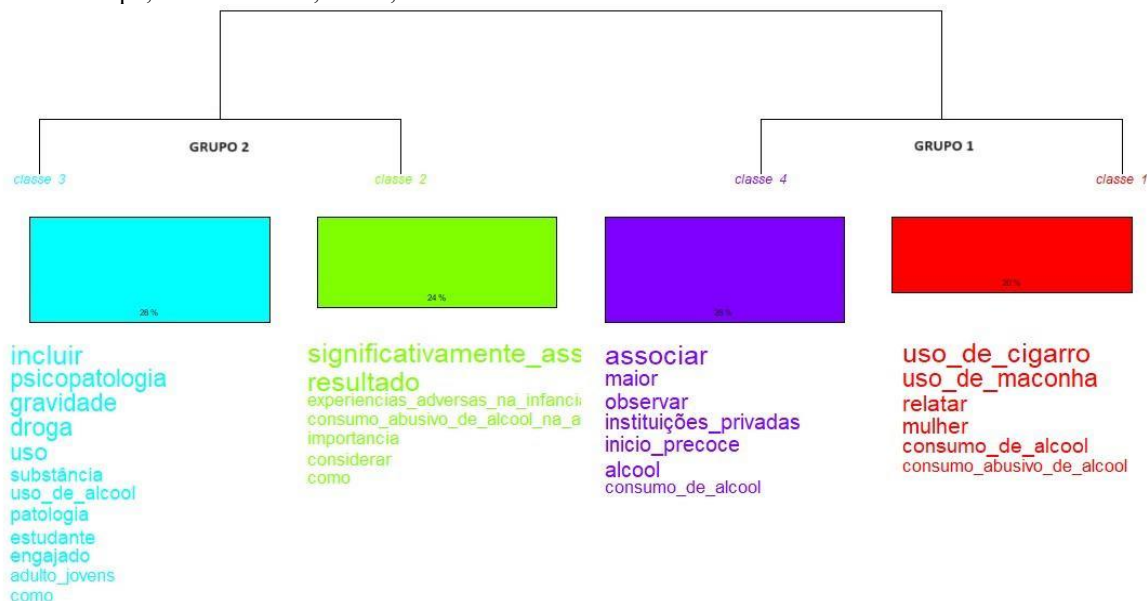 GRUPO 2
GRUPO 1
classe 3
classe 2
classe 4
classe 1
24 %
20 %
incluir
psicopatologia
gravidade
droga
uso
substância
uso_de_alcool
patologia
estudante
engajado
adulto_jovens
como
significativamente_ass
resultado
experiencias_adversas_na_infanci
consumo_abusivo_de_alcool_na_a
importancia
considerar
como
associar
maior
observar
instituições_privadas
inicio_precoce
alcool
consumo_de_alcool
uso_de_cigarro
uso_de_maconha
relatar
mulher
consumo_de_alcool
consumo_abusivo_de_alcool